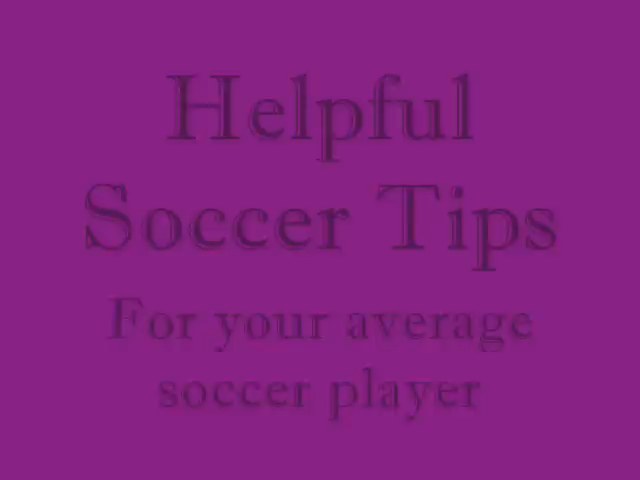 Helpful
Soccer Tips
For your average
soccer player